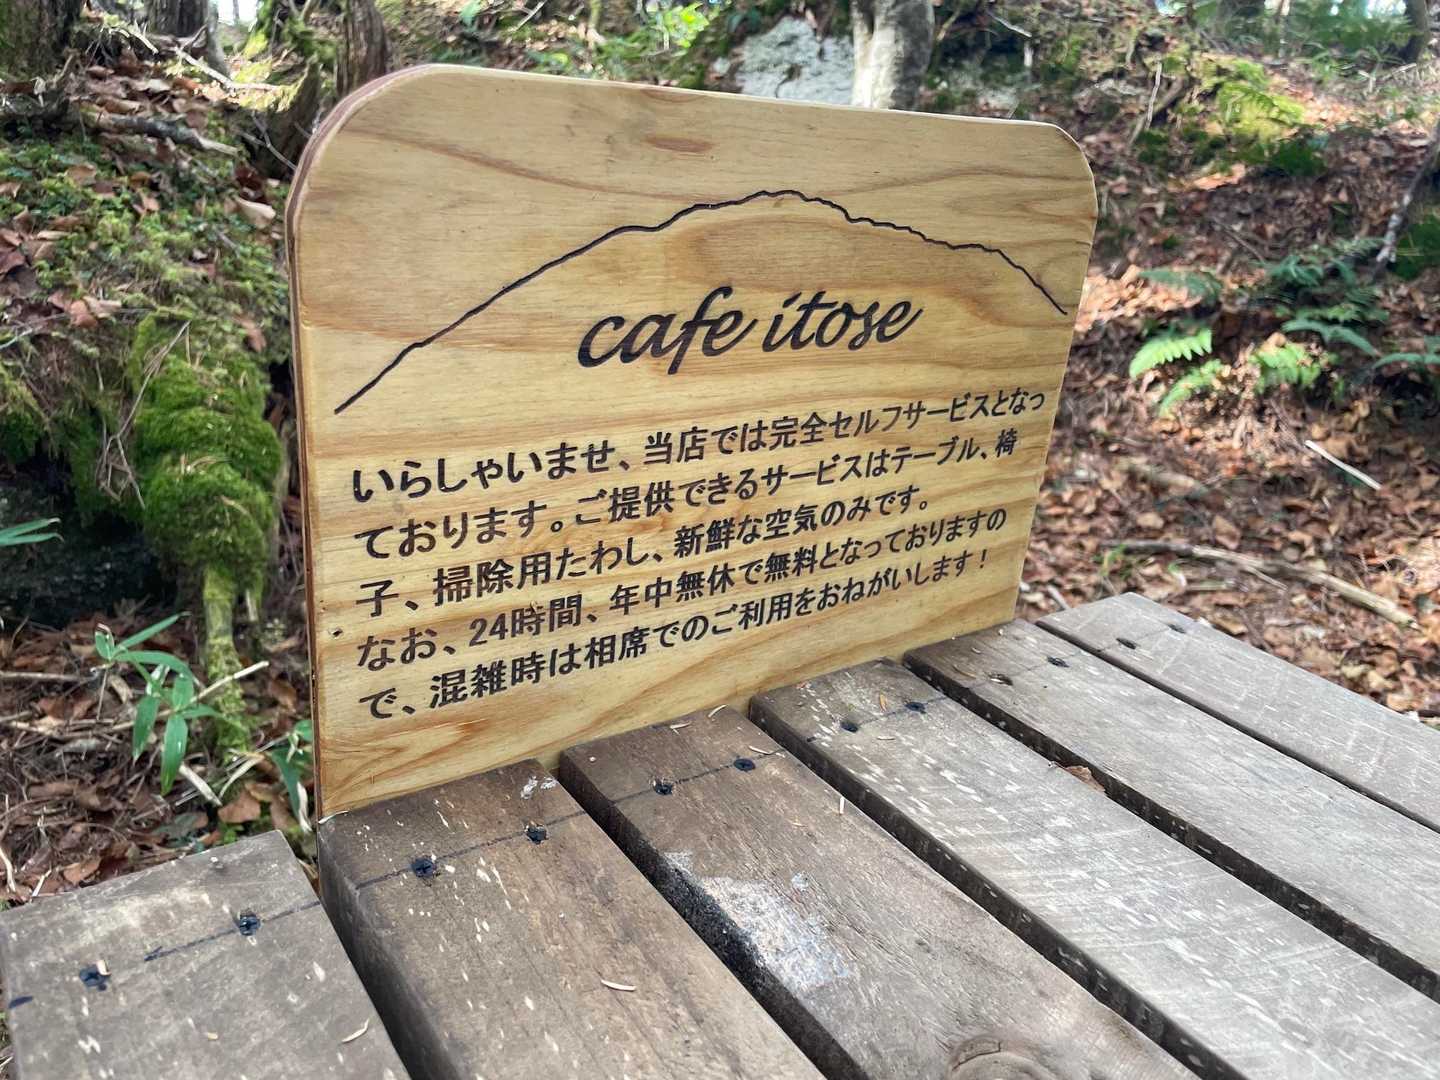 cafe itose
いらしゃいませ、当店では完全セルフサービスとなっ
ております。ご提供できるサービスはテーブル、椅
子、掃除用たわし、新鮮な空気のみです。
なお、24時間、年中無休で無料となっておりますの
で、混雑時は相席でのご利用をおねがいします！